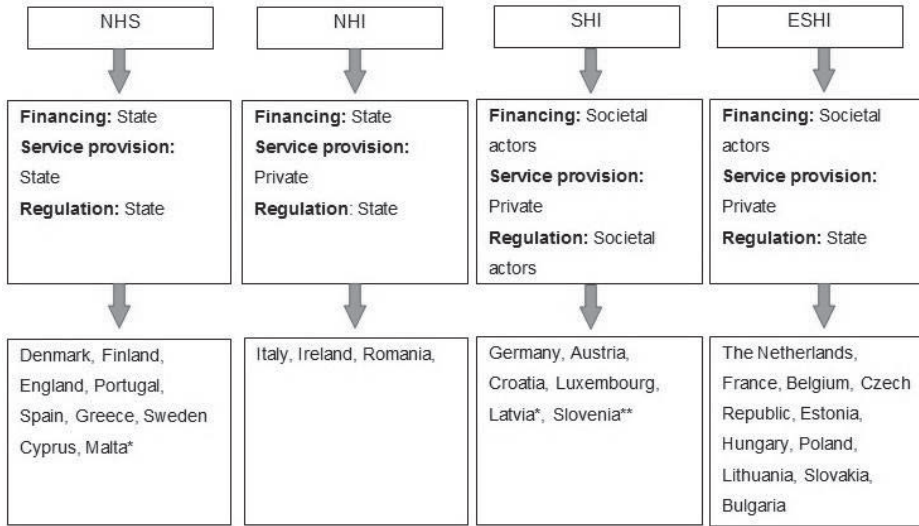 NHS
NHI
SHI
ESHI
Financing: State
Service provision:
State
Regulation: State
Financing: State
Service provision:
Private
Regulation: State
Financing: Societal
actors
Service provision:
Private
Regulation: Societal
actors
Financing: Societal
actors
Service provision:
Private
Regulation: State
Denmark, Finland,
England, Portugal,
Spain, Greece, Sweden
Cyprus, Malta*
Italy, Ireland, Romania,
Germany, Austria,
Croatia, Luxembourg,
Latvia*, Slovenia**
The Netherlands,
France, Belgium, Czech
Republic, Estonia,
Hungary, Poland,
Lithuania, Slovakia,
Bulgaria